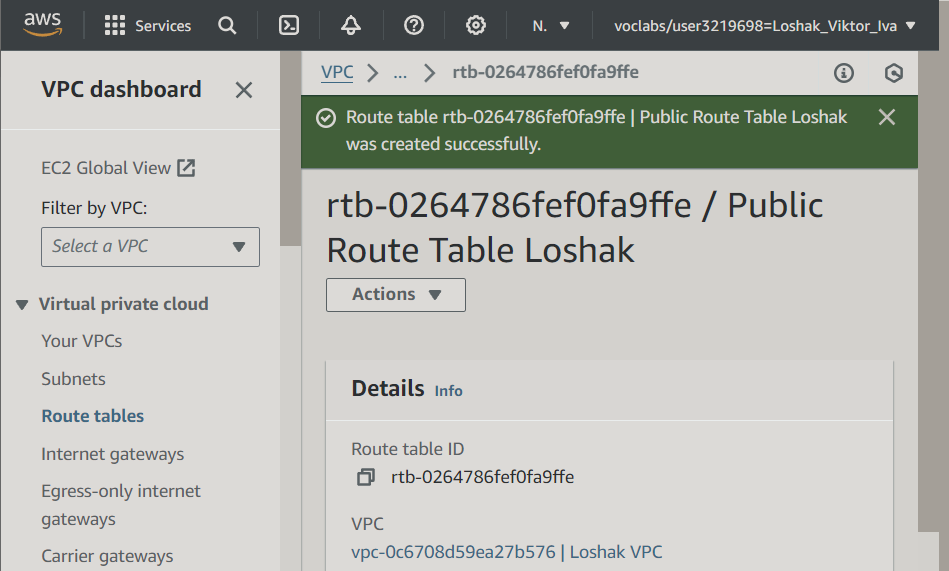 aws
Services
N.
voclabs/user3219698=Loshak_Viktor_Iva
VPC dashboard
EC2 Global View
Filter by VPC:
Select a VPC
Virtual private cloud
Your VPCs
Subnets
Route tables
Internet gateways
Egress-only internet
gateways
Carrier gateways
VPC
...
rtb-0264786fef0fa9ffe
Route table rtb-0264786fef0fa9ffe | Public Route Table Loshak
was created successfully.
rtb-0264786fef0fa9ffe / Public
Route Table Loshak
Actions
Details Info
Route table ID
rtb-0264786fef0fa9ffe
VPC
vpc-0c6708d59ea27b576 | Loshak VPC